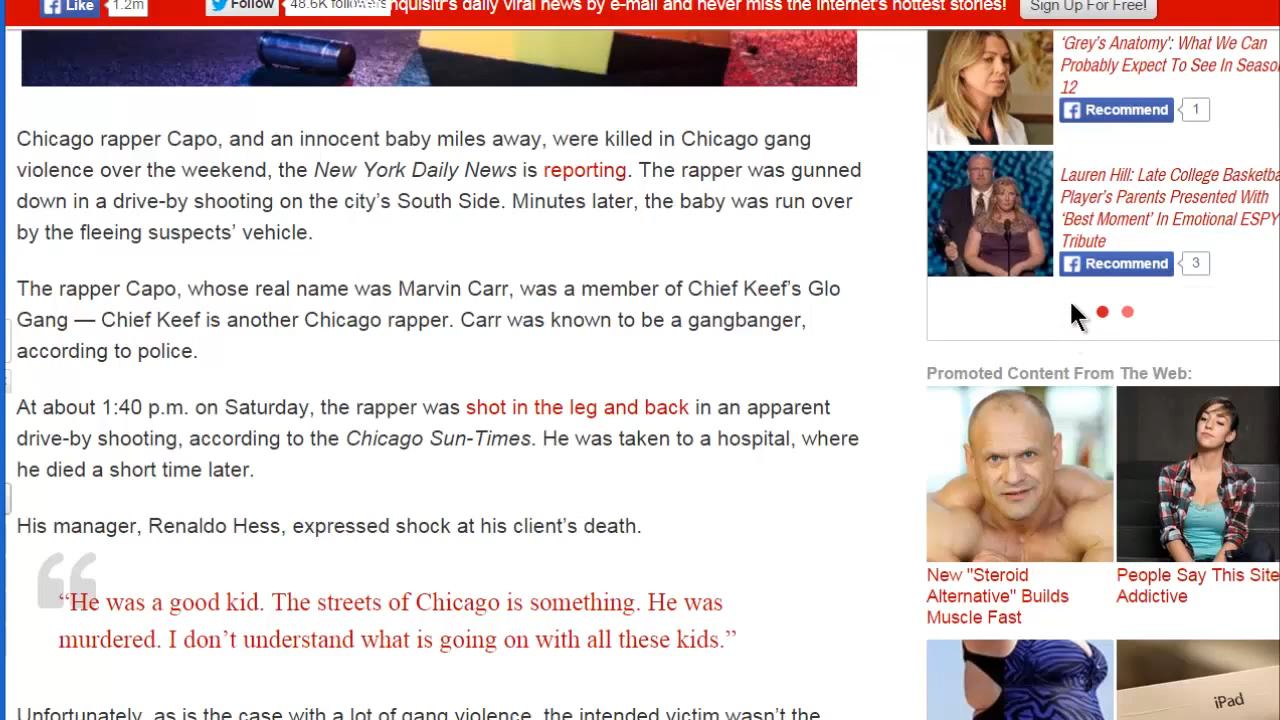 Like 1.2m Follow 48.6K followers nquisitr's daily viral news by e-mail and never miss the internet's hottest stories! Sign Up For Free!
Chicago rapper Capo, and an innocent baby miles away, were killed in Chicago gang
violence over the weekend, the New York Daily News is reporting. The rapper was gunned
down in a drive-by shooting on the city's South Side. Minutes later, the baby was run over
by the fleeing suspects' vehicle.
The rapper Capo, whose real name was Marvin Carr, was a member of Chief Keef's Glo
Gang — Chief Keef is another Chicago rapper. Carr was known to be a gangbanger,
according to police.
At about 1:40 p.m. on Saturday, the rapper was shot in the leg and back in an apparent
drive-by shooting, according to the Chicago Sun-Times. He was taken to a hospital, where
he died a short time later.
His manager, Renaldo Hess, expressed shock at his client's death.
“He was a good kid. The streets of Chicago is something. He was
murdered. I don't understand what is going on with all these kids.”
Unfortunately, as is the case with a lot of gang violence, the intended victim wasn't the
'Grey's Anatomy': What We Can
Probably Expect To See In Seaso
12
Recommend 1
Lauren Hill: Late College Basketba
Player's Parents Presented With
'Best Moment' In Emotional ESPY
Tribute
Recommend 3
Promoted Content From The Web:
New "Steroid
Alternative" Builds
Muscle Fast
People Say This Site
Addictive
iPad